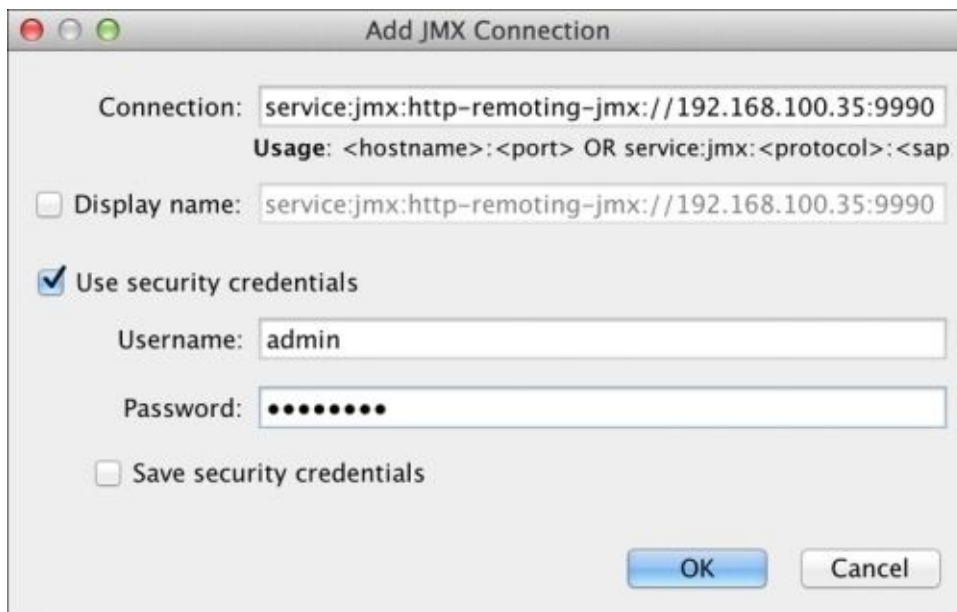 Add JMX Connection
Connection: service:jmx:http-remoting-jmx://192.168.100.35:9990
Usage: <hostname>:<port> OR service:jmx:<protocol>:<sap
Display name: service:jmx:http-remoting-jmx://192.168.100.35:9990
Use security credentials
Username: admin
Password: ••••••••
Save security credentials
OK Cancel